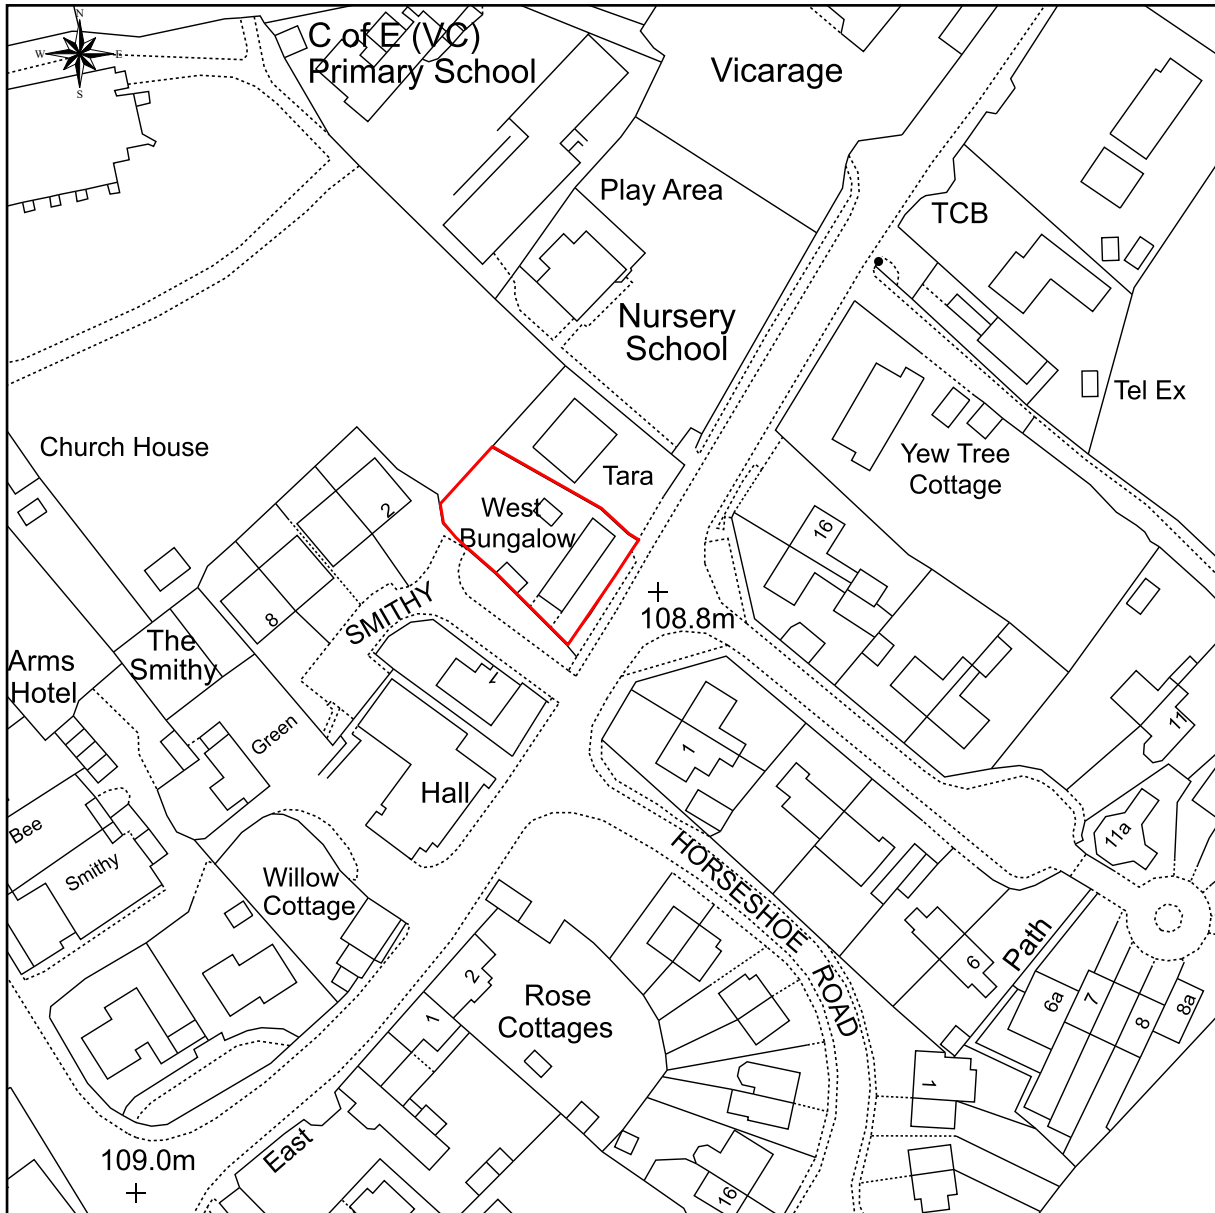 N
W E
S
C of E (VC)
Primary School
Vicarage
Play Area
TCB
Nursery
School
Tel Ex
Church House
Yew Tree
Cottage
Tara
West
Bungalow
2
16
8
SMITHY
108.8m
The
Smithy
Arms
Hotel
1
Green
1
11
Hall
Bee
Smithy
11a
HORSESHOE ROAD
Willow
Cottage
Path
6
2
Rose
Cottages
1
6a
7
8
8a
1
East
109.0m
16